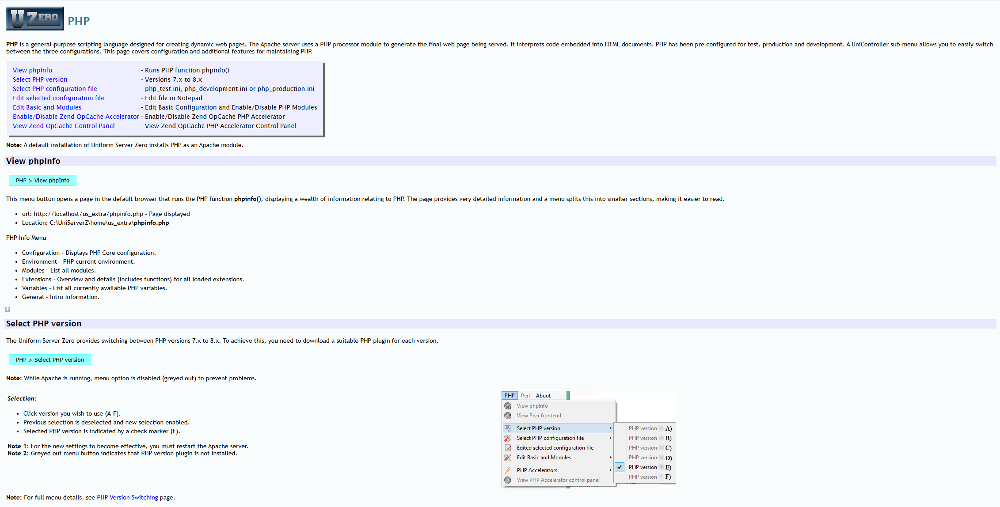 U ZERO PHP
PHP is a general-purpose scripting language designed for creating dynamic web pages. The Apache server uses a PHP processor module to generate the final web page being served. It interprets code embedded into HTML documents. PHP has been pre-configured for test, production and development. A UniController sub-menu allows you to easily switch
between the three configurations. This page covers configuration and additional features for maintaining PHP.
View phpInfo - Runs PHP function phpinfo()
Select PHP version - Versions 7.x to 8.x
Select PHP configuration file - php_test.ini, php_development.ini or php_production.ini
Edit selected configuration file - Edit file in Notepad
Edit Basic and Modules - Edit Basic Configuration and Enable/Disable PHP Modules
Enable/Disable Zend OpCache Accelerator - Enable/Disable Zend OpCache PHP Accelerator
View Zend OpCache Control Panel - View Zend OpCache PHP Accelerator Control Panel
Note: A default installation of Uniform Server Zero installs PHP as an Apache module.
View phpInfo
PHP > View phpInfo
This menu button opens a page in the default browser that runs the PHP function phpinfo(), displaying a wealth of information relating to PHP. The page provides very detailed information and a menu splits this into smaller sections, making it easier to read.
• url: http://localhost/us_extra/phpinfo.php - Page displayed
• Location: C:\UniServerZ\home\us_extra\phpinfo.php
PHP Info Menu
• Configuration - Displays PHP Core configuration.
• Environment - PHP current environment.
• Modules - List all modules.
• Extensions - Overview and details (includes functions) for all loaded extensions.
• Variables - List all currently available PHP variables.
• General - Intro information.
Select PHP version
The Uniform Server Zero provides switching between PHP versions 7.x to 8.x. To achieve this, you need to download a suitable PHP plugin for each version.
PHP > Select PHP version
Note: While Apache is running, menu option is disabled (greyed out) to prevent problems.
Selection:
• Click version you wish to use (A-F).
• Previous selection is deselected and new selection enabled.
• Selected PHP version is indicated by a check marker (E).
Note 1: For the new settings to become effective, you must restart the Apache server.
Note 2: Greyed out menu button indicates that PHP version plugin is not installed.
PHP Perl About
View phpInfo
View Pear frontend
Select PHP version
Select PHP configuration file
Edited selected configuration file
Edit Basic and Modules
PHP Accelerators
View PHP Accelerator control panel
PHP version A)
PHP version B)
PHP version C)
PHP version D)
PHP version E)
PHP version F)
Note: For full menu details, see PHP Version Switching page.